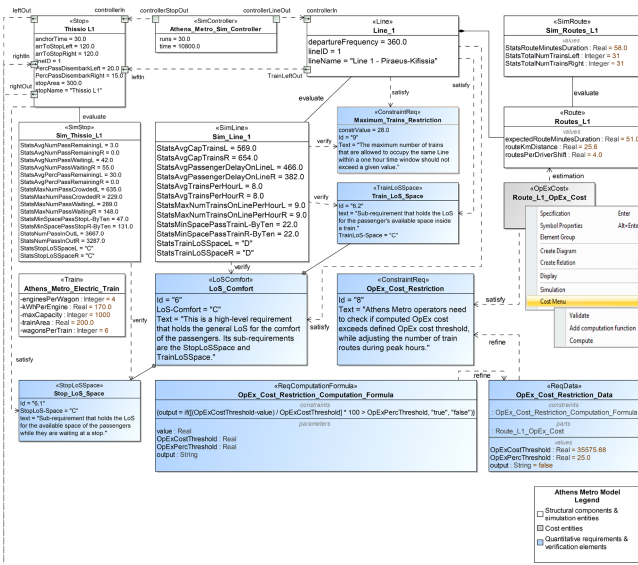 leftOut
controllerIn
controllerStopOut
controllerLineOut
controllerIn
«Stop»
Thissio L1
anchorTime = 30.0
arrToStopLeft = 120.0
arrToStopRight = 120.0
lineID = 1
PercPassDisembarkLeft = 20.0
PercPassDisembarkRight = 15.0
stopArea = 300.0
stopName = "Thissio L1"
rightIn
rightOut
leftIn
«SimController»
Athens_Metro_Sim_Controller
runs = 30.0
time = 10800.0
«Line»
Line_1
departureFrequency = 360.0
lineID = 1
lineName = "Line 1 - Piraeus-Kifissia"
TrainLeftOut
«SimRoute»
Sim_Routes_L1
values
StatsRouteMinutesDuration : Real = 58.0
StatsTotalNumTrainsLeft : Integer = 31
StatsTotalNumTrainsRight : Integer = 31
evaluate
evaluate
evaluate
satisfy
satisfy
«SimStop»
Sim_Thissio_L1
StatsAvgNumPassRemainingL = 3.0
StatsAvgNumPassRemainingR = 0.0
StatsAvgNumPassWaitingL = 42.0
StatsAvgNumPassWaitingR = 55.0
StatsAvgTimePassRemainingL = 30.0
StatsAvgTimePassRemainingR = 0.0
StatsMaxNumPassCrowdedL = 635.0
StatsMaxNumPassCrowdedR = 229.0
StatsMaxNumPassWaitingL = 289.0
StatsMaxNumPassWaitingR = 148.0
StatsMinSpacePassStopL-ByTen = 47.0
StatsMinSpacePassStopR-ByTen = 131.0
StatsNumPassInOutL = 3667.0
StatsNumPassInOutR = 3287.0
StatsStopLoSSpaceL = "C"
StatsStopLoSSpaceR = "C"
«SimLine»
Sim_Line_1
StatsAvgCapTrainsL = 569.0
StatsAvgCapTrainsR = 654.0
StatsAvgPassengerDelayOnLineL = 466.0
StatsAvgPassengerDelayOnLineR = 382.0
StatsAvgTrainsPerHourL = 8.0
StatsAvgTrainsPerHourR = 8.0
StatsMaxNumTrainsOnLinePerHourL = 9.0
StatsMaxNumTrainsOnLinePerHourR = 9.0
StatsMinSpacePassTrainL-ByTen = 22.0
StatsMinSpacePassTrainR-ByTen = 22.0
StatsTrainLoSSpaceL = "D"
StatsTrainLoSSpaceR = "D"
verify
verify
«ConstraintReq»
Maximum_Trains_Restriction
constrValue = 28.0
Id = "9"
Text = "The maximum number of trains
that are allowed to occupy the same Line
within a one hour time window should not
exceed a given value."
«TrainLoSSpace»
Train_LoS_Space
Id = "6.2"
text = "Sub-requirement that holds the LoS
for the passenger's available space inside
a train."
TrainLoS-Space = "C"
«Route»
Routes_L1
values
expectedRouteMinutesDuration : Real = 51.0
routeKmDistance : Real = 25.6
routesPerDriverShift : Real = 4.0
estimation
«OpExCost»
Route_L1_OpEx_Cost
Specification Enter
Symbol Properties Alt+Enter
Element Group
Create Diagram
Create Relation
Display
Simulation
Cost Menu
Validate
Add computation function
Compute
«Train»
Athens_Metro_Electric_Train
-enginesPerWagon : Integer = 4
-kWhPerEngine : Real = 170.0
-maxCapacity : Integer = 1000
-trainArea : Real = 200.0
-wagonsPerTrain : Integer = 6
verify
verify
satisfy
«LoSComfort»
LoS_Comfort
Id = "6"
LoS-Comfort = "C"
Text = "This is a high-level requirement
that holds the general LoS for the comfort
of the passengers. Its sub-requirements
are the StopLoSSpace and
TrainLoSSpace."
satisfy
«ConstraintReq»
OpEx_Cost_Restriction
Id = "8"
Text = "Athens Metro operators need
to check if computed OpEx cost
exceeds defined OpEx cost threshold,
while adjusting the number of train
routes during peak hours."
satisfy
refine
refine
«StopLoSSpace»
Stop_LoS_Space
Id = "6.1"
StopLoS-Space = "C"
text = "Sub-requirement that holds the LoS
for the available space of the passengers
while they are waiting at a stop."
«ReqComputationFormula»
OpEx_Cost_Restriction_Computation_Formula
constraints
{output = if([(OpExCostThreshold-value) / OpExCostThreshold] * 100 > OpExPercThreshold, "true", "false")}
parameters
value : Real
OpExCostThreshold : Real
OpExPercThreshold : Real
output : String
«ReqData»
OpEx_Cost_Restriction_Data
constraints
: OpEx_Cost_Restriction_Computation_Formula
parts
: Route_L1_OpEx_Cost
values
OpExCostThreshold : Real = 35575.68
OpExPercThreshold : Real = 25.0
output : String = false
Athens Metro Model
Legend
Structural components &
simulation entities
Cost entities
Quantitative requirements &
verification elements